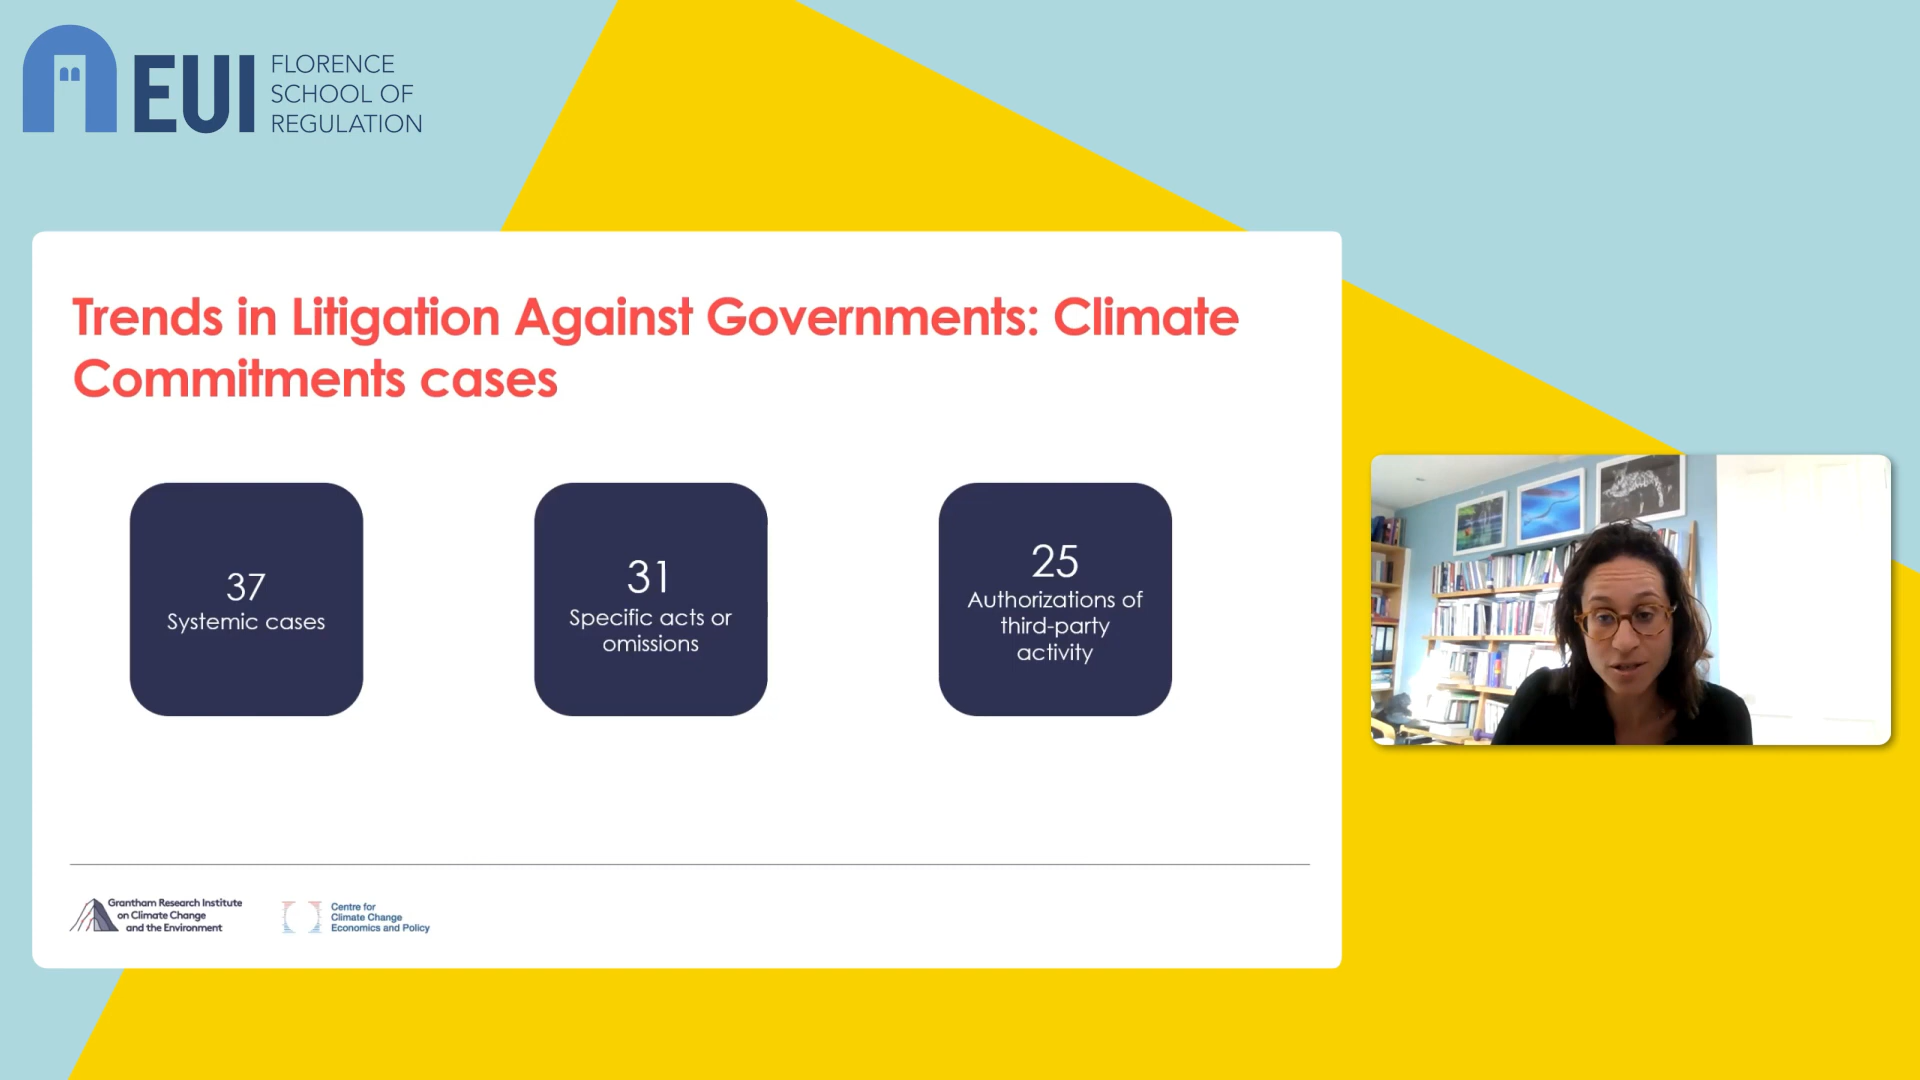 EUI
FLORENCE
SCHOOL OF
REGULATION
Trends in Litigation Against Governments: Climate
Commitments cases
37
Systemic cases
31
Specific acts or
omissions
25
Authorizations of
third-party
activity
Grantham Research Institute
on Climate Change
and the Environment
Centre for
Climate Change
Economics and Policy